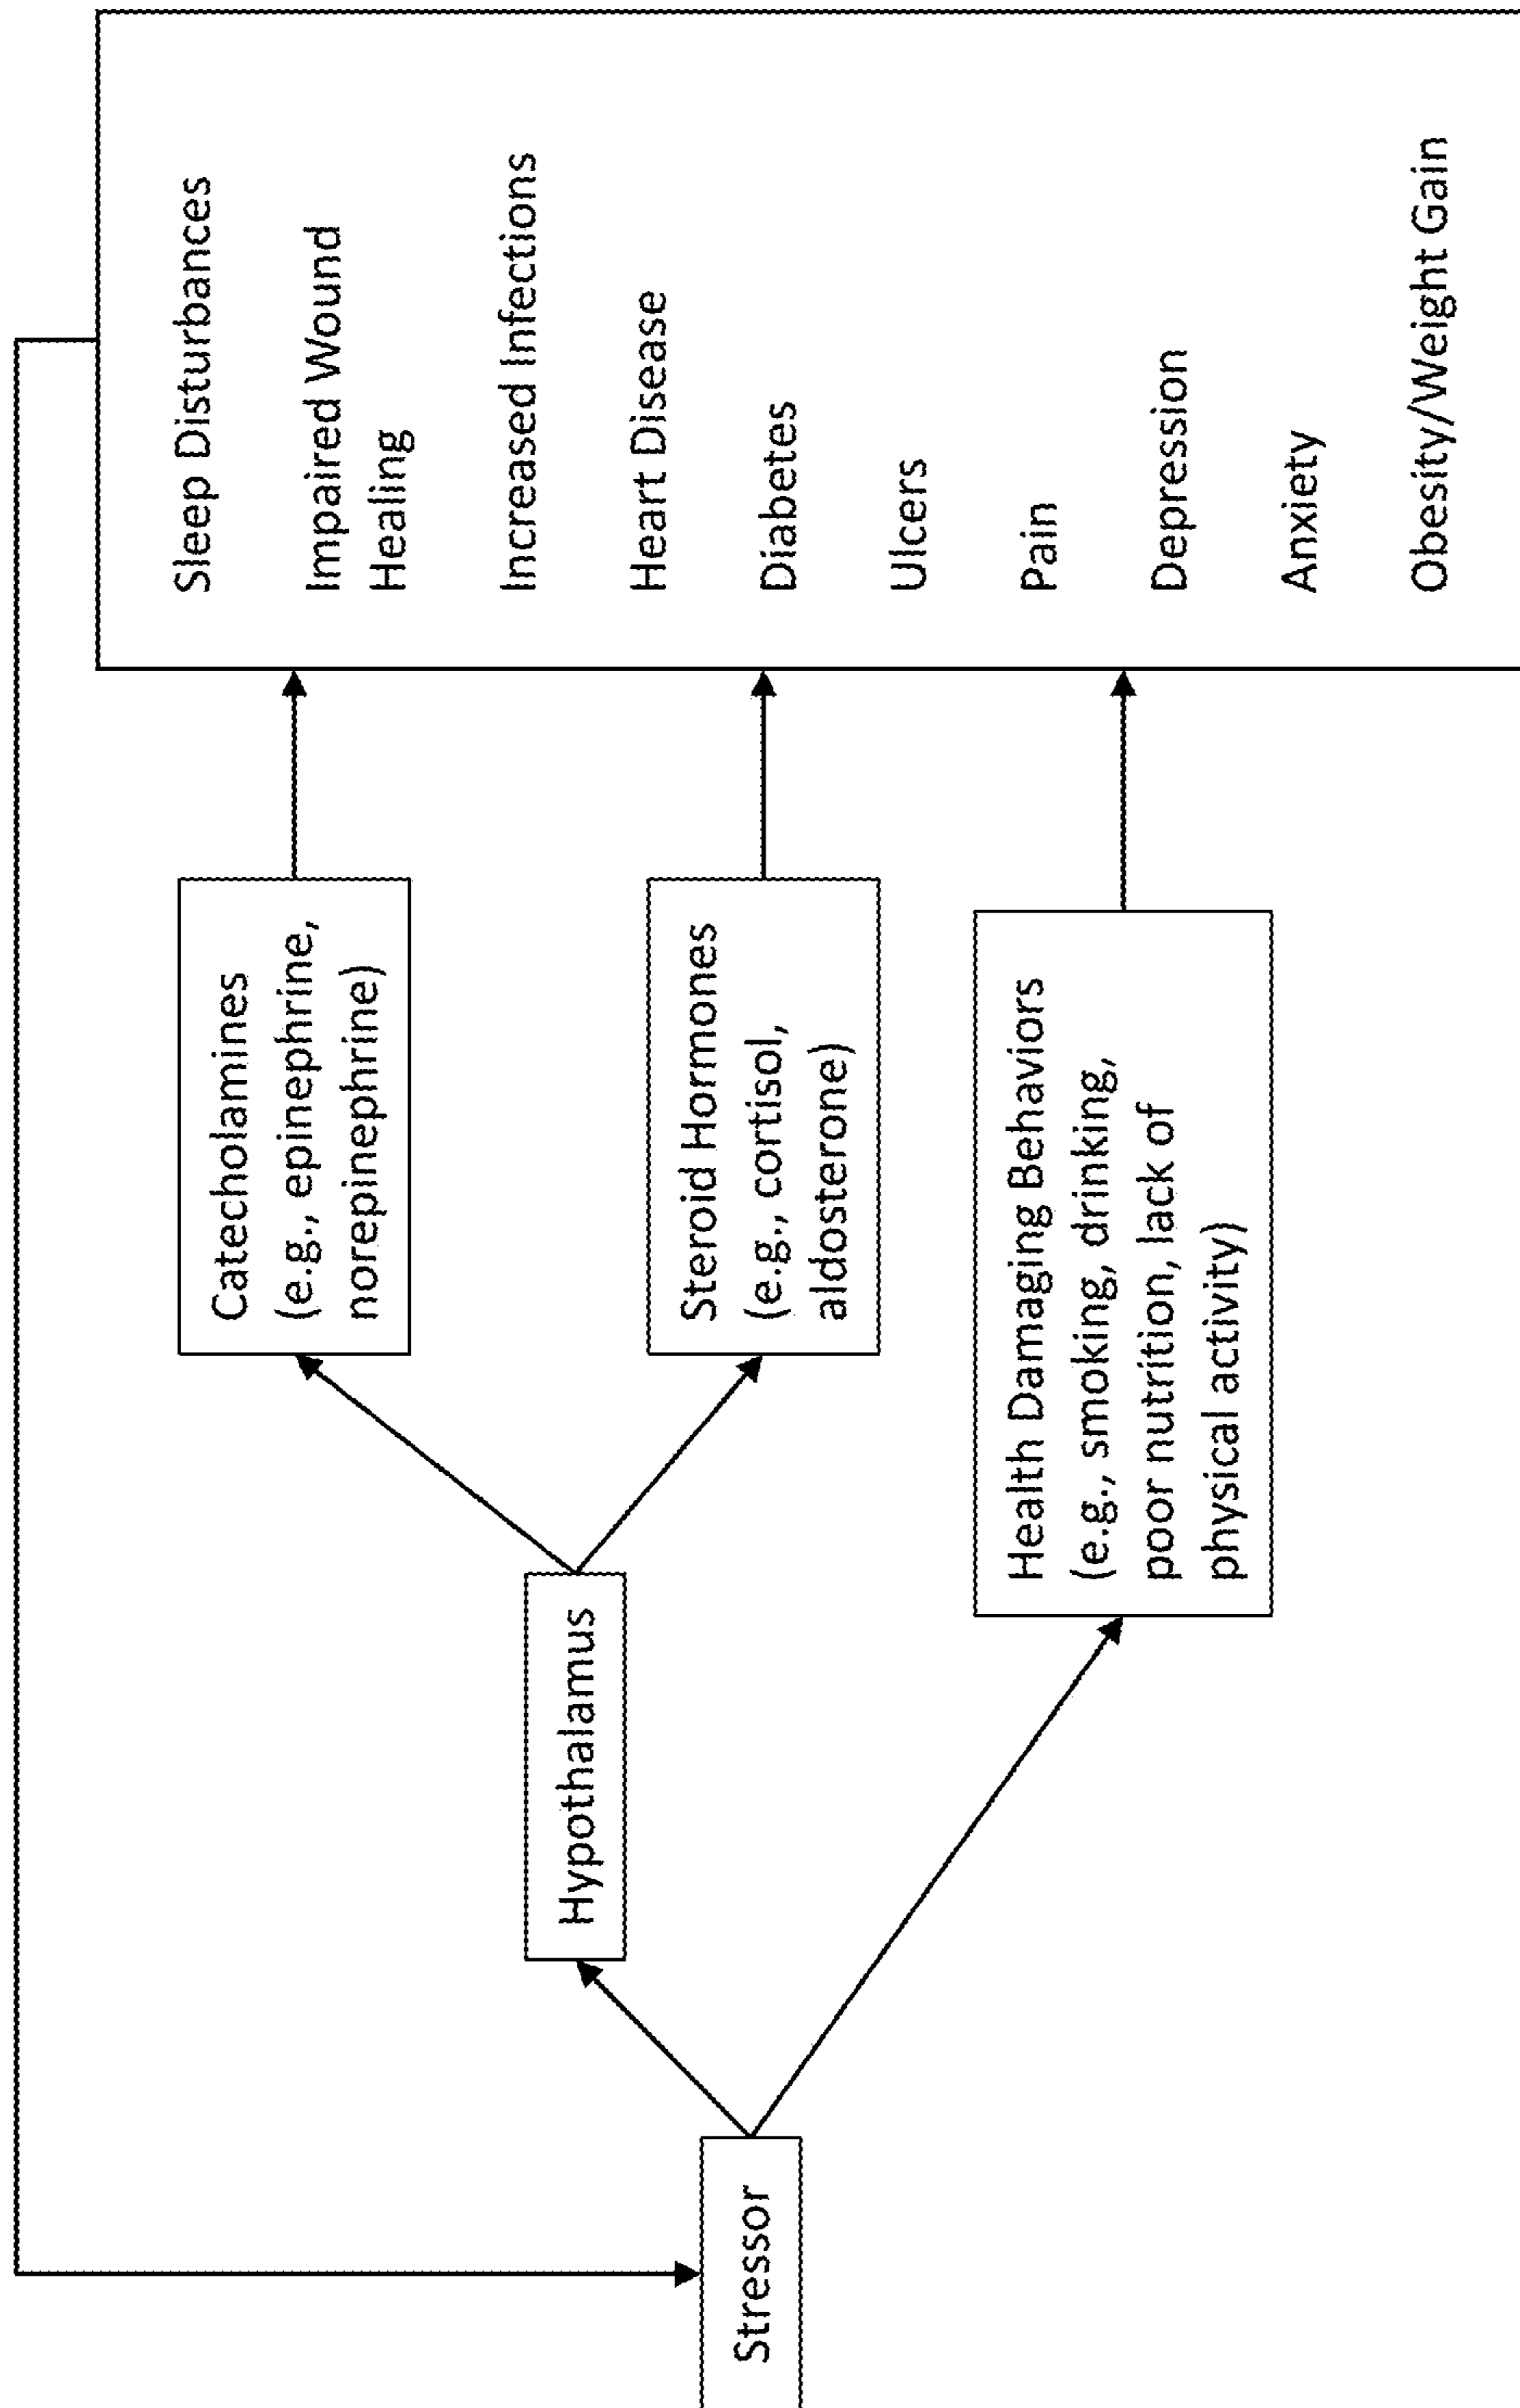 Stressor
Hypothalamus
Catecholamines
(e.g., epinephrine,
norepinephrine)
Steroid Hormones
(e.g., cortisol,
aldosterone)
Health Damaging Behaviors
(e.g., smoking, drinking,
poor nutrition, lack of
physical activity)
Sleep Disturbances
Impaired Wound
Healing
Increased Infections
Heart Disease
Diabetes
Ulcers
Pain
Depression
Anxiety
Obesity/Weight Gain